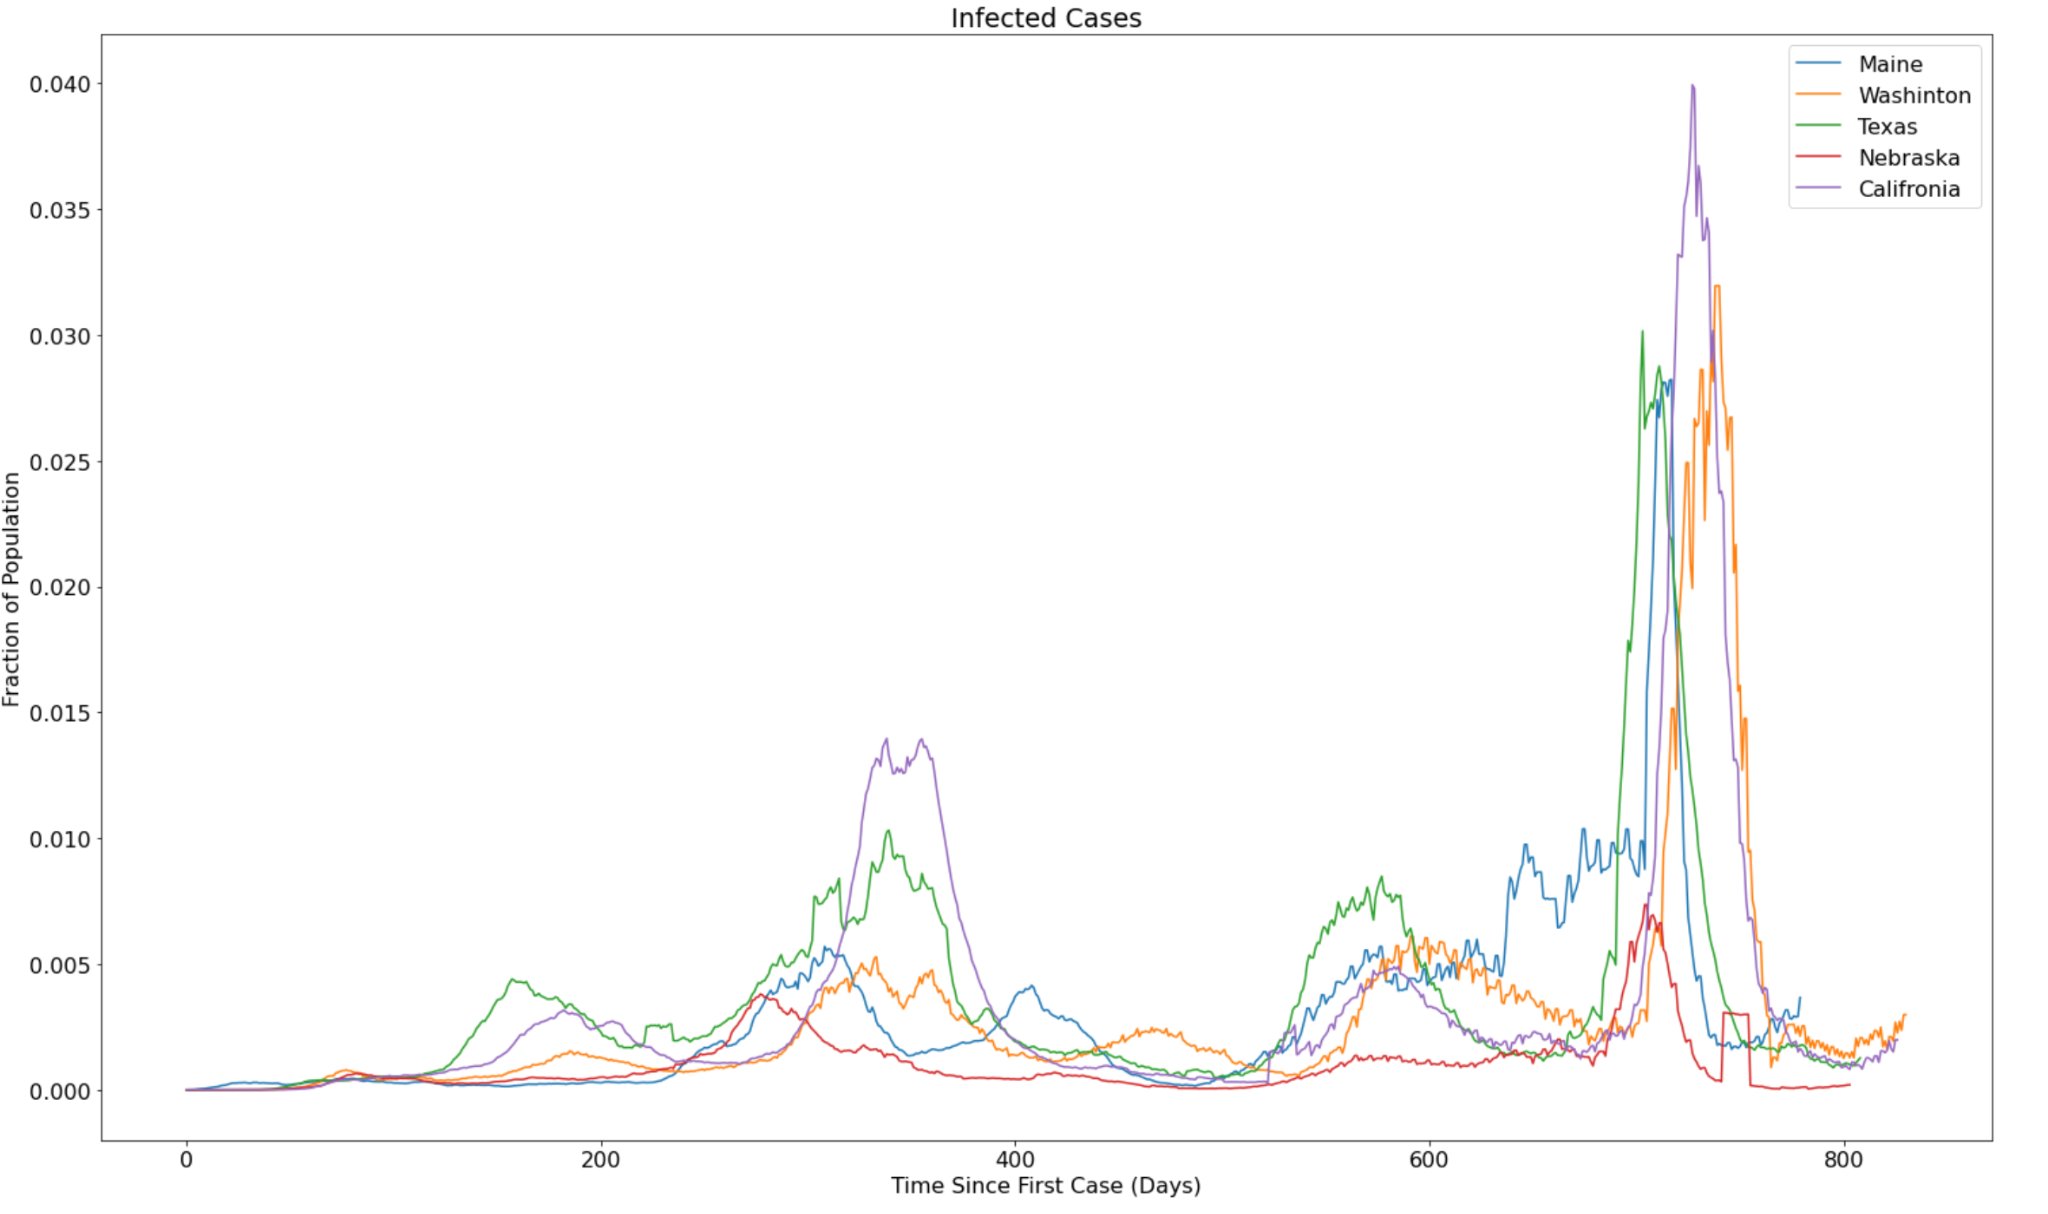 Infected Cases
Maine
Washinton
Texas
Nebraska
Califronia
Fraction of Population
0.040
0.035
0.030
0.025
0.020
0.015
0.010
0.005
0.000
0 200 400 600 800
Time Since First Case (Days)